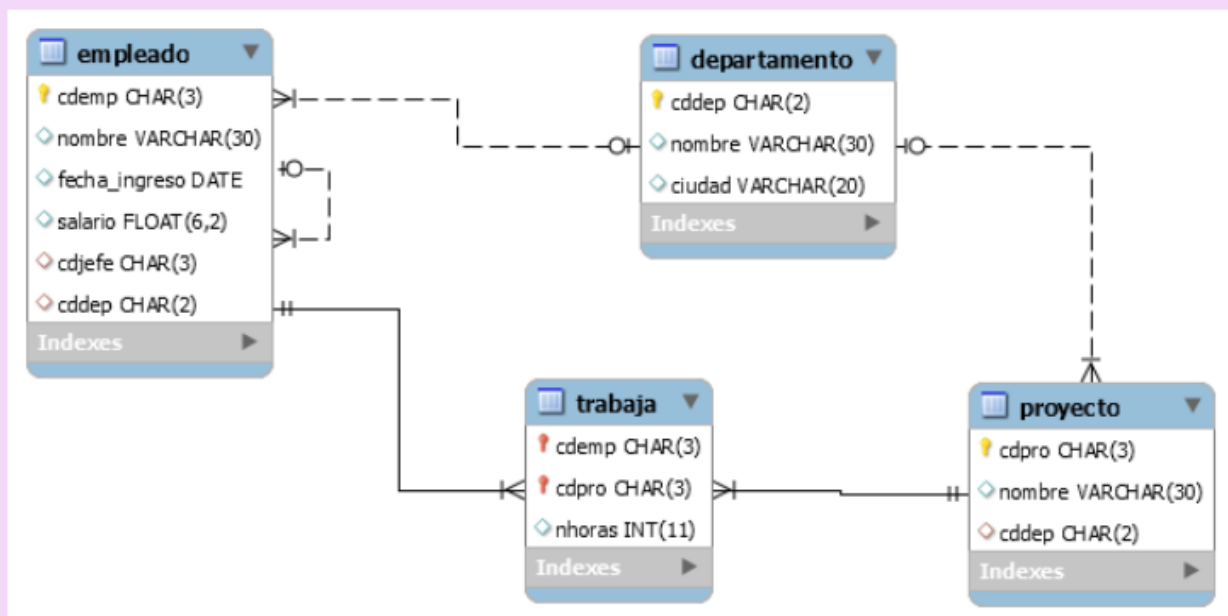 empleado
cdemp CHAR(3)
nombre VARCHAR(30)
fecha_ingreso DATE
salario FLOAT(6,2)
cdjefe CHAR(3)
cddep CHAR(2)
Indexes
departamento
cddep CHAR(2)
nombre VARCHAR(30)
ciudad VARCHAR(20)
Indexes
trabaja
cdemp CHAR(3)
cdpro CHAR(3)
nhoras INT(11)
Indexes
proyecto
cdpro CHAR(3)
nombre VARCHAR(30)
cddep CHAR(2)
Indexes